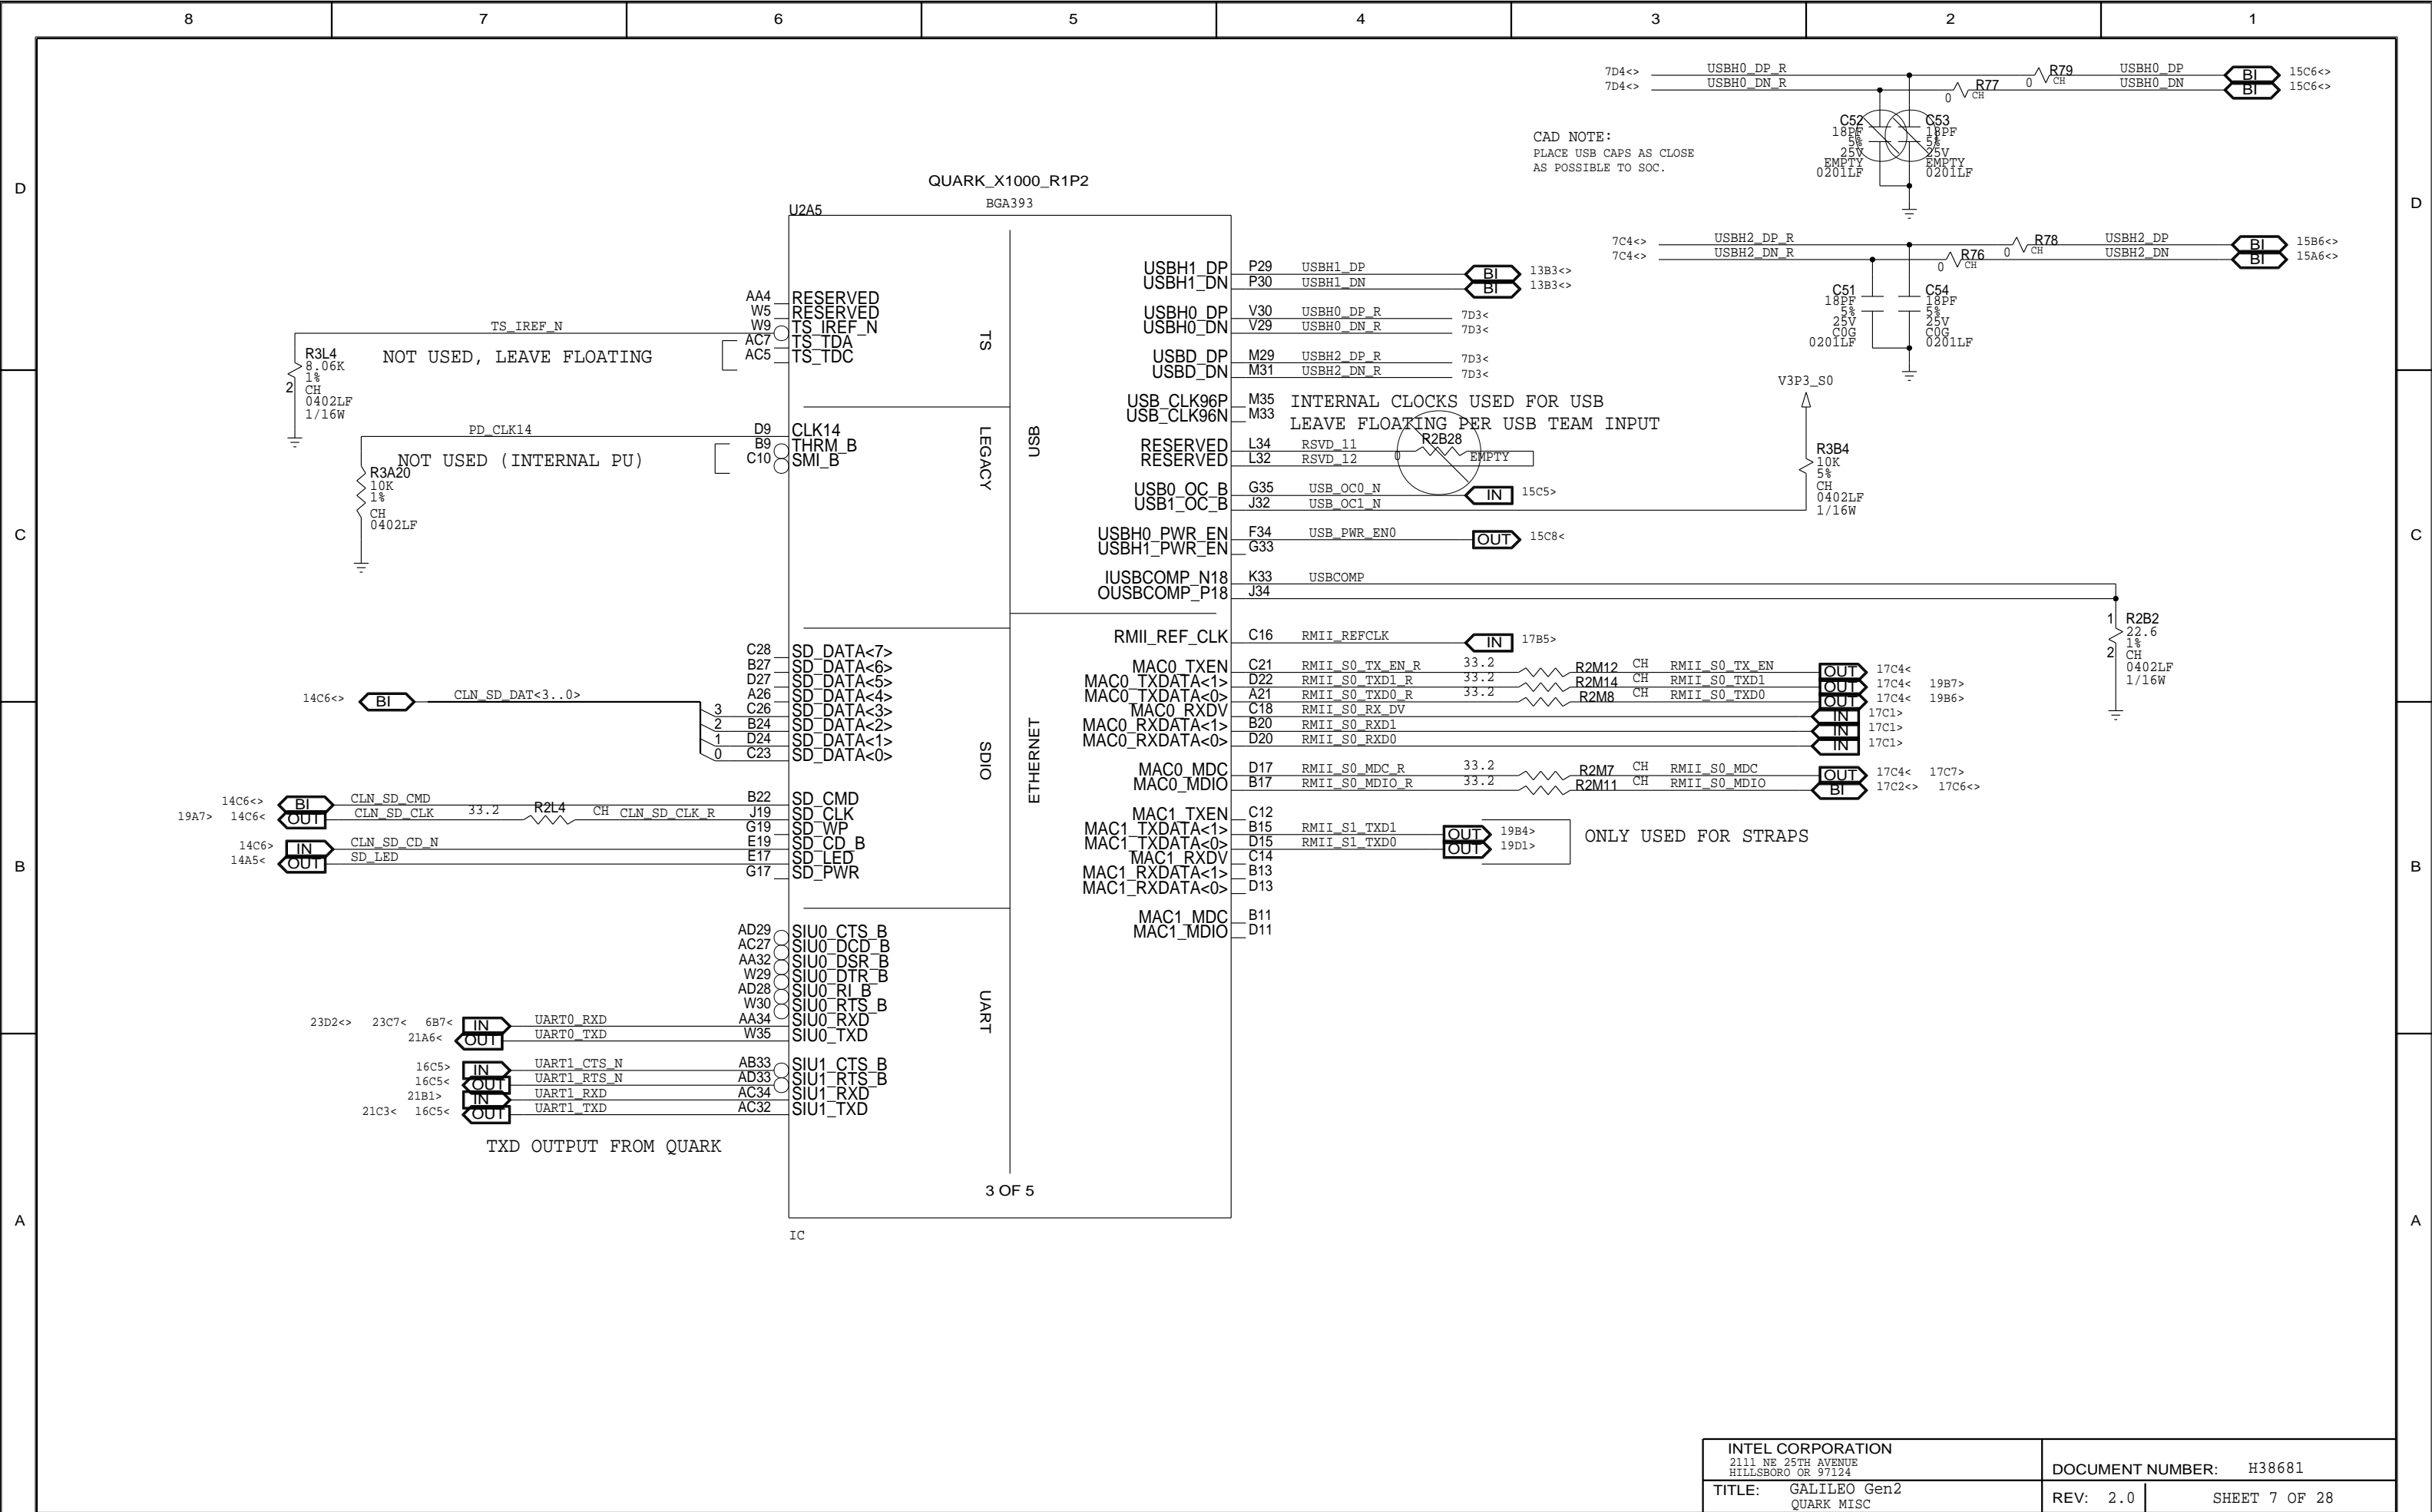 8 7 6 5 4 3 2 1
D
C
B
A
D
C
B
A
7D4<> USBH0_DP_R R79 0 CH USBH0_DP BI 15C6<>
7D4<> USBH0_DN_R R77 0 CH USBH0_DN BI 15C6<>
C52
18PF
5%
25V
EMPTY
0201LF
C53
18PF
5%
25V
EMPTY
0201LF
CAD NOTE:
PLACE USB CAPS AS CLOSE
AS POSSIBLE TO SOC.
7C4<> USBH2_DP_R R78 0 CH USBH2_DP BI 15B6<>
7C4<> USBH2_DN_R R76 0 CH USBH2_DN BI 15A6<>
C51
18PF
5%
25V
C0G
0201LF
C54
18PF
5%
25V
C0G
0201LF
V3P3_S0
R3B4
10K
5%
CH
0402LF
1/16W
QUARK_X1000_R1P2
BGA393
U2A5
AA4 RESERVED
W5 RESERVED
TS_IREF_N W9 TS_IREF_N
AC7 TS_TDA
AC5 TS_TDC
NOT USED, LEAVE FLOATING
R3L4
8.06K
1%
2
CH
0402LF
1/16W
TS
PD_CLK14 D9 CLK14
B9 THRM_B
C10 SMI_B
NOT USED (INTERNAL PU)
R3A20
10K
1%
CH
0402LF
LEGACY
USB
14C6<> BI CLN_SD_DAT<3..0>
C28 SD_DATA<7>
B27 SD_DATA<6>
D27 SD_DATA<5>
A26 SD_DATA<4>
3 C26 SD_DATA<3>
2 B24 SD_DATA<2>
1 D24 SD_DATA<1>
0 C23 SD_DATA<0>
SDIO
ETHERNET
14C6<> BI CLN_SD_CMD B22 SD_CMD
19A7> 14C6< OUT CLN_SD_CLK 33.2 R2L4 CH CLN_SD_CLK_R J19 SD_CLK
G19 SD_WP
14C6> IN CLN_SD_CD_N E19 SD_CD_B
14A5< OUT SD_LED E17 SD_LED
G17 SD_PWR
AD29 SIU0_CTS_B
AC27 SIU0_DCD_B
AA32 SIU0_DSR_B
W29 SIU0_DTR_B
AD28 SIU0_RI_B
W30 SIU0_RTS_B
23D2<> 23C7< 6B7< IN UART0_RXD AA34 SIU0_RXD
21A6< OUT UART0_TXD W35 SIU0_TXD
UART
16C5> IN UART1_CTS_N AB33 SIU1_CTS_B
16C5< OUT UART1_RTS_N AD33 SIU1_RTS_B
21B1> IN UART1_RXD AC34 SIU1_RXD
21C3< 16C5< OUT UART1_TXD AC32 SIU1_TXD
TXD OUTPUT FROM QUARK
3 OF 5
IC
USBH1_DP P29 USBH1_DP BI 13B3<>
USBH1_DN P30 USBH1_DN BI 13B3<>
USBH0_DP V30 USBH0_DP_R 7D3<
USBH0_DN V29 USBH0_DN_R 7D3<
USBD_DP M29 USBH2_DP_R 7D3<
USBD_DN M31 USBH2_DN_R 7D3<
USB_CLK96P M35 INTERNAL CLOCKS USED FOR USB
USB_CLK96N M33 LEAVE FLOATING PER USB TEAM INPUT
RESERVED L34 RSVD_11 R2B28
RESERVED L32 RSVD_12 0 EMPTY
USB0_OC_B G35 USB_OC0_N IN 15C5>
USB1_OC_B J32 USB_OC1_N
USBH0_PWR_EN F34 USB_PWR_EN0 OUT 15C8<
USBH1_PWR_EN G33
IUSBCOMP_N18 K33 USBCOMP
OUSBCOMP_P18 J34
1 R2B2
22.6
1%
2 CH
0402LF
1/16W
RMII_REF_CLK C16 RMII_REFCLK IN 17B5>
MAC0_TXEN C21 RMII_S0_TX_EN_R 33.2 R2M12 CH RMII_S0_TX_EN OUT 17C4<
MAC0_TXDATA<1> D22 RMII_S0_TXD1_R 33.2 R2M14 CH RMII_S0_TXD1 OUT 17C4< 19B7>
MAC0_TXDATA<0> A21 RMII_S0_TXD0_R 33.2 R2M8 CH RMII_S0_TXD0 OUT 17C4< 19B6>
MAC0_RXDV C18 RMII_S0_RX_DV IN 17C1>
MAC0_RXDATA<1> B20 RMII_S0_RXD1 IN 17C1>
MAC0_RXDATA<0> D20 RMII_S0_RXD0 IN 17C1>
MAC0_MDC D17 RMII_S0_MDC_R 33.2 R2M7 CH RMII_S0_MDC OUT 17C4< 17C7>
MAC0_MDIO B17 RMII_S0_MDIO_R 33.2 R2M11 CH RMII_S0_MDIO BI 17C2<> 17C6<>
MAC1_TXEN C12
MAC1_TXDATA<1> B15 RMII_S1_TXD1 OUT 19B4>
MAC1_TXDATA<0> D15 RMII_S1_TXD0 OUT 19D1>
ONLY USED FOR STRAPS
MAC1_RXDV C14
MAC1_RXDATA<1> B13
MAC1_RXDATA<0> D13
MAC1_MDC B11
MAC1_MDIO D11
INTEL CORPORATION
2111 NE 25TH AVENUE
HILLSBORO OR 97124
DOCUMENT NUMBER: H38681
TITLE: GALILEO Gen2
QUARK MISC
REV: 2.0
SHEET 7 OF 28